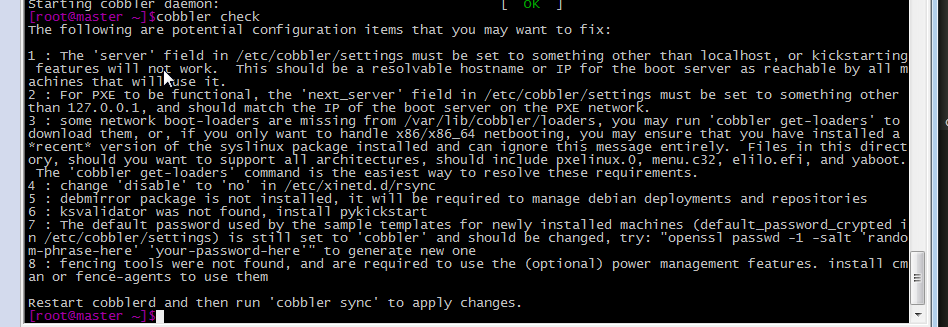 Starting cobbler daemon: [ OK ]
[root@master ~]$cobbler check
The following are potential configuration items that you may want to fix:
1 : The 'server' field in /etc/cobbler/settings must be set to something other than localhost, or kickstarting
features will not work.  This should be a resolvable hostname or IP for the boot server as reachable by all m
achines that will use it.
2 : For PXE to be functional, the 'next_server' field in /etc/cobbler/settings must be set to something other
than 127.0.0.1, and should match the IP of the boot server on the PXE network.
3 : some network boot-loaders are missing from /var/lib/cobbler/loaders, you may run 'cobbler get-loaders' to
download them, or, if you only want to handle x86/x86_64 netbooting, you may ensure that you have installed a
*recent* version of the syslinux package installed and can ignore this message entirely.  Files in this direct
ory, should you want to support all architectures, should include pxelinux.0, menu.c32, elilo.efi, and yaboot.
The 'cobbler get-loaders' command is the easiest way to resolve these requirements.
4 : change 'disable' to 'no' in /etc/xinetd.d/rsync
5 : debmirror package is not installed, it will be required to manage debian deployments and repositories
6 : ksvalidator was not found, install pykickstart
7 : The default password used by the sample templates for newly installed machines (default_password_crypted i
n /etc/cobbler/settings) is still set to 'cobbler' and should be changed, try: "openssl passwd -1 -salt 'rando
m-phrase-here' 'your-password-here'" to generate new one
8 : fencing tools were not found, and are required to use the (optional) power management features. install cm
an or fence-agents to use them
Restart cobblerd and then run 'cobbler sync' to apply changes.
[root@master ~]$